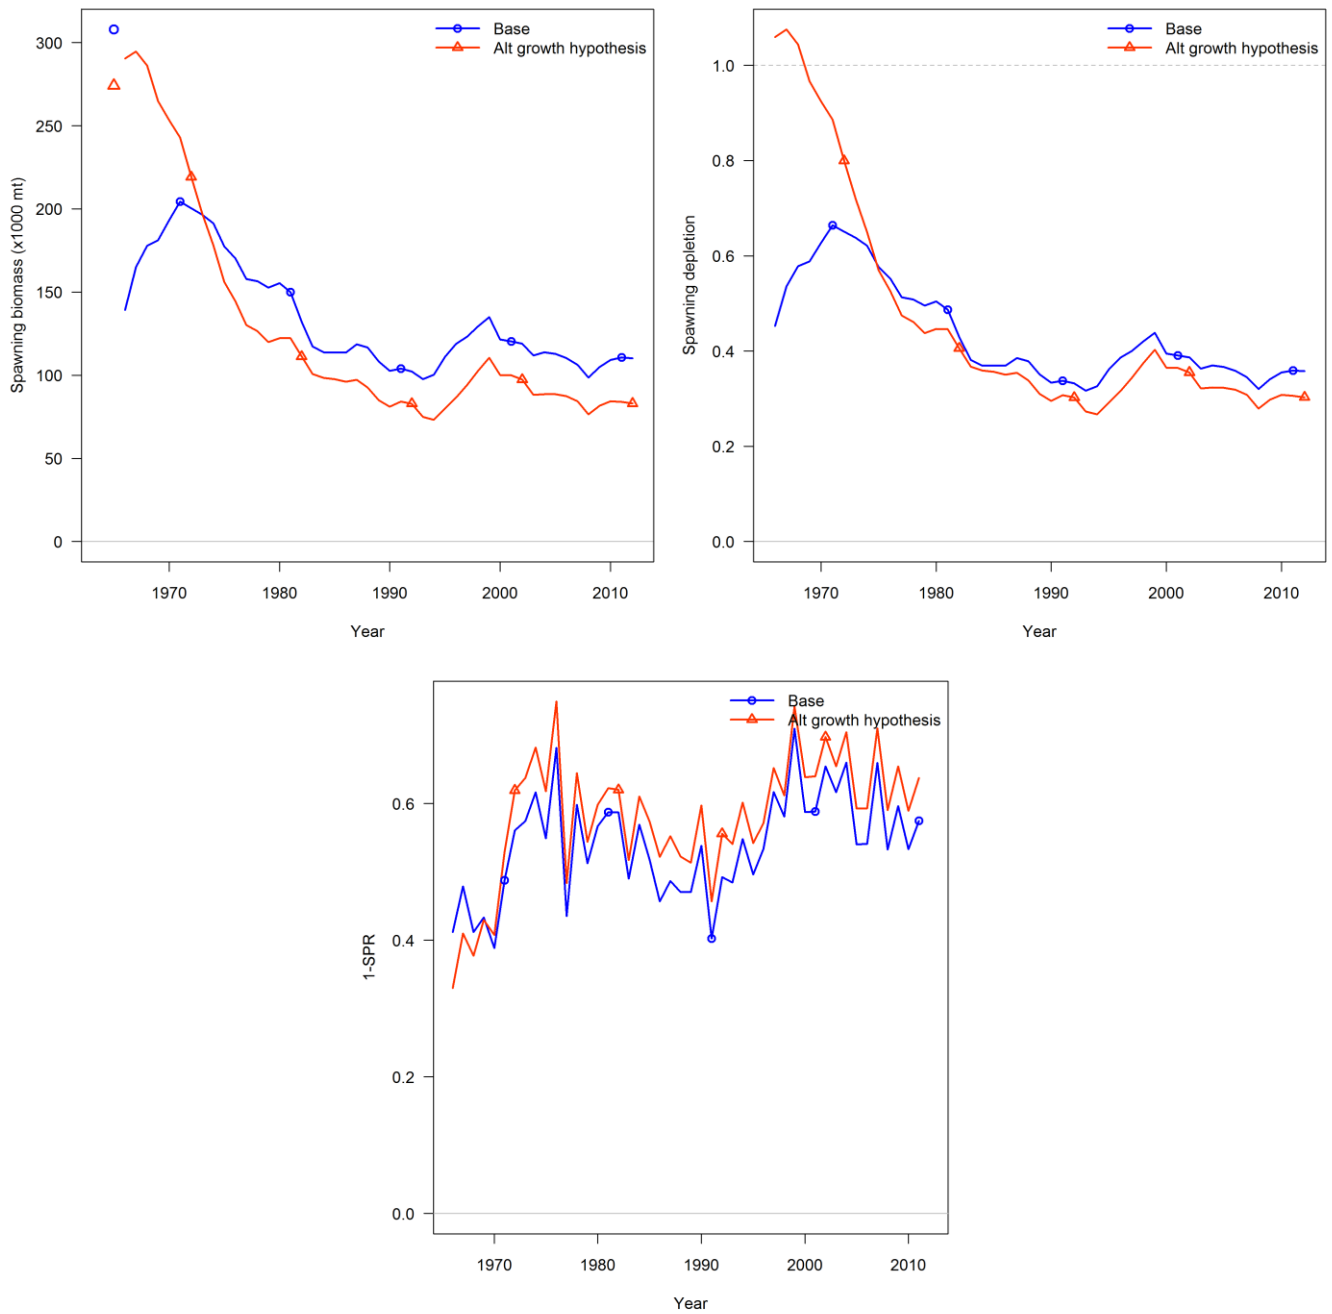 Base
Alt growth hypothesis
Spawning biomass (x1000 mt)
300
250
200
150
100
50
0
1970 1980 1990 2000 2010
Year
Base
Alt growth hypothesis
Spawning depletion
1.0
0.8
0.6
0.4
0.2
0.0
1970 1980 1990 2000 2010
Year
Base
Alt growth hypothesis
1-SPR
0.6
0.4
0.2
0.0
1970 1980 1990 2000 2010
Year